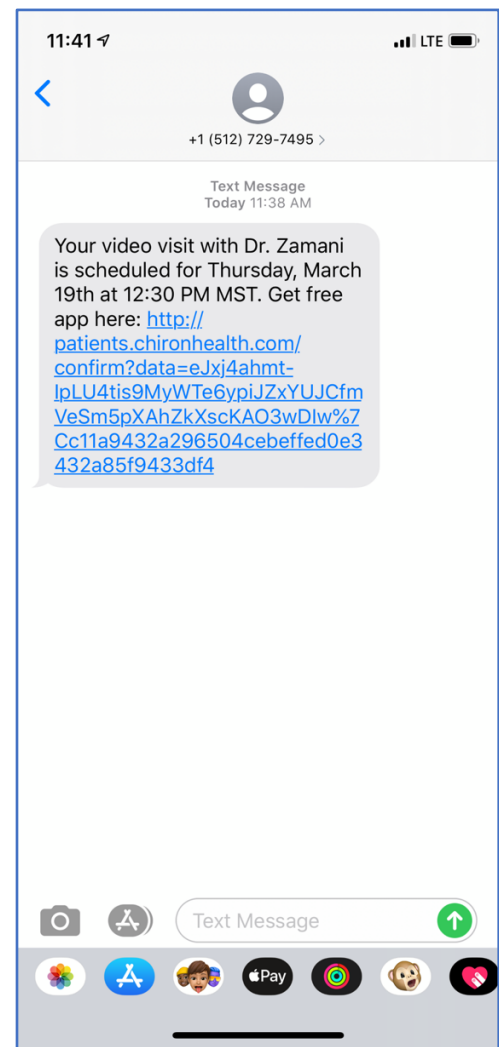 11:41
LTE
+1 (512) 729-7495 >
Text Message
Today 11:38 AM
Your video visit with Dr. Zamani
is scheduled for Thursday, March
19th at 12:30 PM MST. Get free
app here: http://
patients.chironhealth.com/
confirm?data=eJxj4ahmt-
IpLU4tis9MyWTe6ypiJZxYUJCfm
VeSm5pXAhZkXscKAO3wDIw%7
Cc11a9432a296504cebeffed0e3
432a85f9433df4
Text Message
Pay